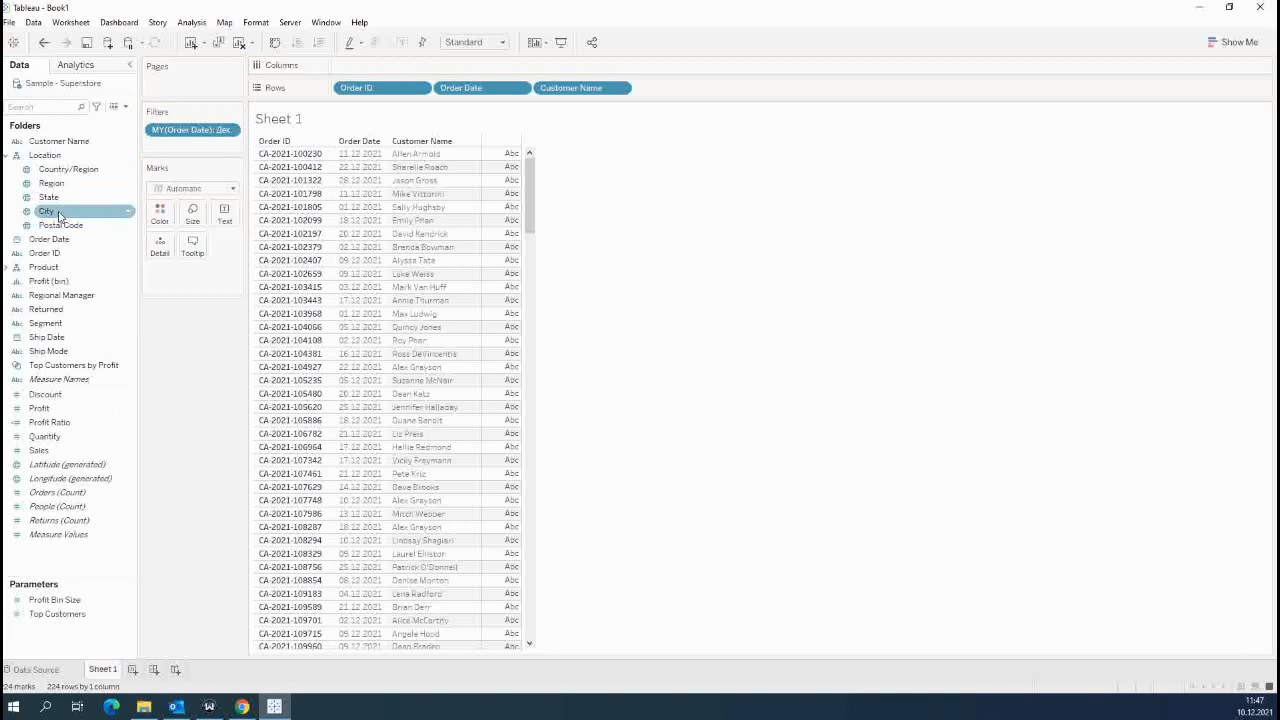 Tableau - Book1
File Data Worksheet Dashboard Story Analysis Map Format Server Window Help
Standard
Show Me
Data Analytics
Sample - Superstore
Search
Folders
Customer Name
Location
Country/Region
Region
State
City
Postal Code
Order Date
Order ID
Product
Profit (bin)
Regional Manager
Returned
Segment
Ship Date
Ship Mode
Top Customers by Profit
Measure Names
Discount
Profit
Profit Ratio
Quantity
Sales
Latitude (generated)
Longitude (generated)
Orders (Count)
People (Count)
Returns (Count)
Measure Values
Parameters
Profit Bin Size
Top Customers
Pages
Filters
MY(Order Date): Дек
Marks
Automatic
Color Size Text
Detail Tooltip
Columns
Rows Order ID Order Date Customer Name
Sheet 1
Order ID Order Date Customer Name
CA-2021-100230 11.12.2021 Allen Armold Abc
CA-2021-100412 22.12.2021 Sharelle Roach Abc
CA-2021-101322 28.12.2021 Jason Gross Abc
CA-2021-101798 11.12.2021 Mike Vittorini Abc
CA-2021-101805 01.12.2021 Sally Hughsby Abc
CA-2021-102099 18.12.2021 Emily Phan Abc
CA-2021-102197 20.12.2021 David Kendrick Abc
CA-2021-102379 02.12.2021 Brenda Bowman Abc
CA-2021-102407 09.12.2021 Alyssa Tate Abc
CA-2021-102659 09.12.2021 Luke Weiss Abc
CA-2021-103415 03.12.2021 Mark Van Huff Abc
CA-2021-103443 17.12.2021 Annie Thurman Abc
CA-2021-103968 01.12.2021 Max Ludwig Abc
CA-2021-104066 05.12.2021 Quincy Jones Abc
CA-2021-104108 02.12.2021 Roy Phan Abc
CA-2021-104381 16.12.2021 Ross DeVincentis Abc
CA-2021-104927 22.12.2021 Alex Grayson Abc
CA-2021-105235 05.12.2021 Suzanne McNair Abc
CA-2021-105480 20.12.2021 Dean Katz Abc
CA-2021-105620 25.12.2021 Jennifer Halladay Abc
CA-2021-105886 18.12.2021 Duane Benoit Abc
CA-2021-106782 21.12.2021 Liz Preis Abc
CA-2021-106964 17.12.2021 Hallie Redmond Abc
CA-2021-107342 17.12.2021 Vicky Freymann Abc
CA-2021-107461 21.12.2021 Pete Kriz Abc
CA-2021-107629 14.12.2021 Dave Brooks Abc
CA-2021-107748 10.12.2021 Alex Grayson Abc
CA-2021-107986 13.12.2021 Mitch Webber Abc
CA-2021-108287 18.12.2021 Alex Grayson Abc
CA-2021-108294 10.12.2021 Lindsay Shagiari Abc
CA-2021-108329 09.12.2021 Laurel Elliston Abc
CA-2021-108756 25.12.2021 Patrick O'Donnell Abc
CA-2021-108854 08.12.2021 Denise Monton Abc
CA-2021-109183 04.12.2021 Lena Radford Abc
CA-2021-109589 21.12.2021 Brian Derr Abc
CA-2021-109701 02.12.2021 Alice McCarthy Abc
CA-2021-109715 09.12.2021 Angele Hood Abc
CA-2021-109960 09.12.2021 Dean Braden Abc
Data Source Sheet 1
24 marks 224 rows by 1 column
11:47
10.12.2021